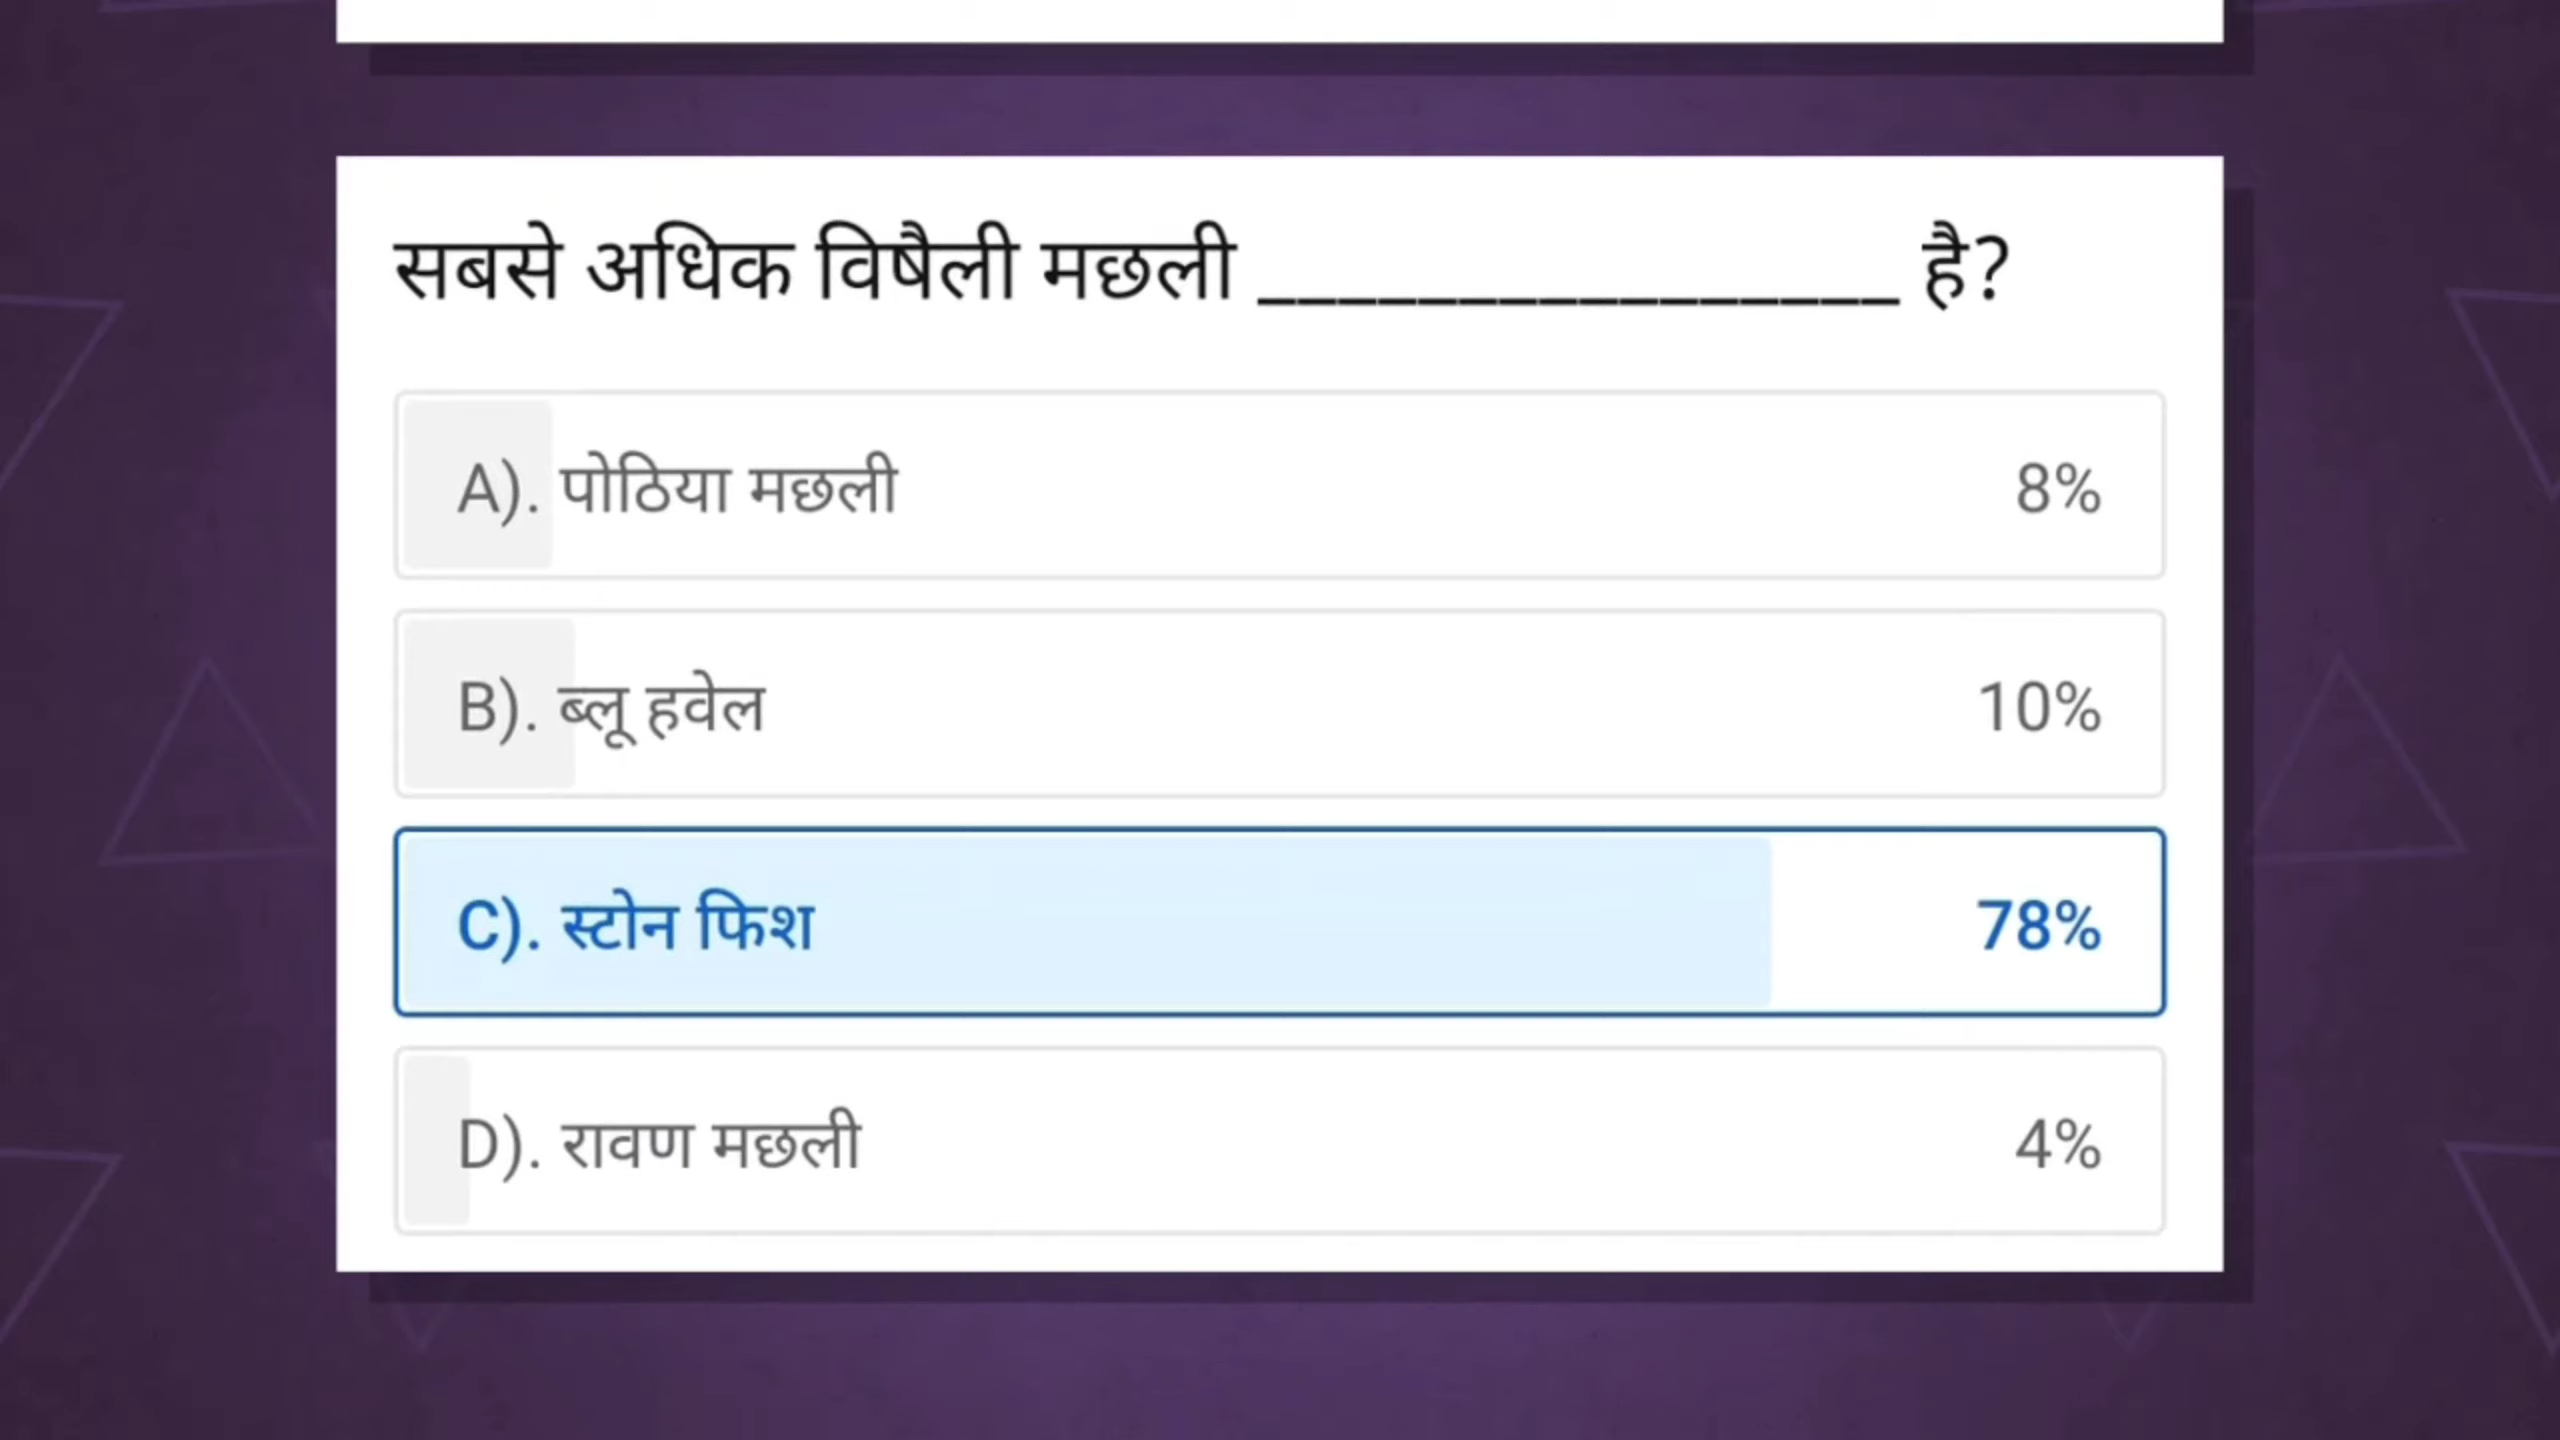 सबसे अधिक विषैली मछली ________________ है?
A). पोठिया मछली 8%
B). ब्लू हवेल 10%
C). स्टोन फिश 78%
D). रावण मछली 4%